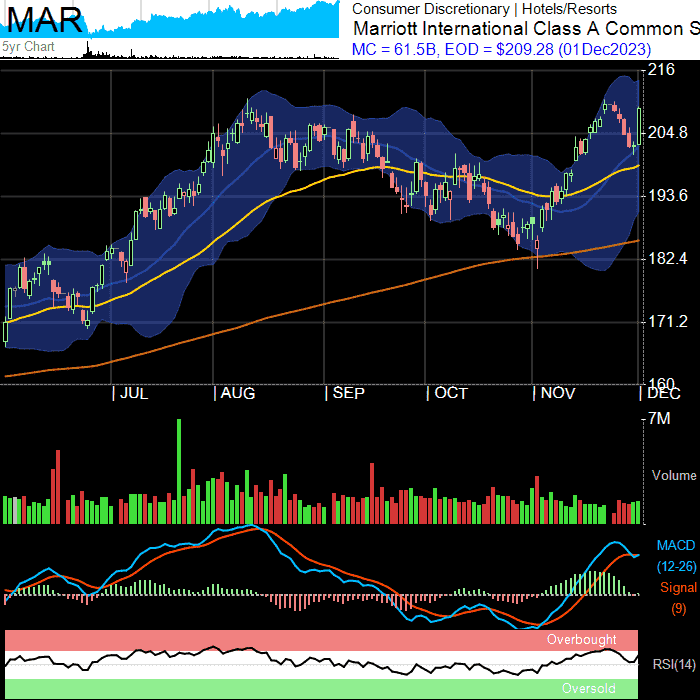 MAR
5yr Chart
Consumer Discretionary | Hotels/Resorts
Marriott International Class A Common S
MC = 61.5B, EOD = $209.28 (01Dec2023)
216
204.8
193.6
182.4
171.2
160
JUL AUG SEP OCT NOV DEC
7M
Volume
MACD
(12-26)
Signal
(9)
Overbought
RSI(14)
Oversold